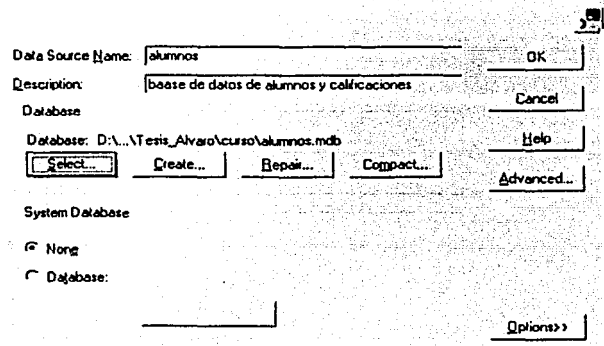 Data Source Name: alumnos
OK
Description: baase de datos de alumnos y calificaciones
Cancel
Database
Database: D:\...\Tesis_Alvaro\curso\alumnos.mdb
Help
Select... Create... Repair... Compact...
Advanced...
System Database
None
Database:
Options>>